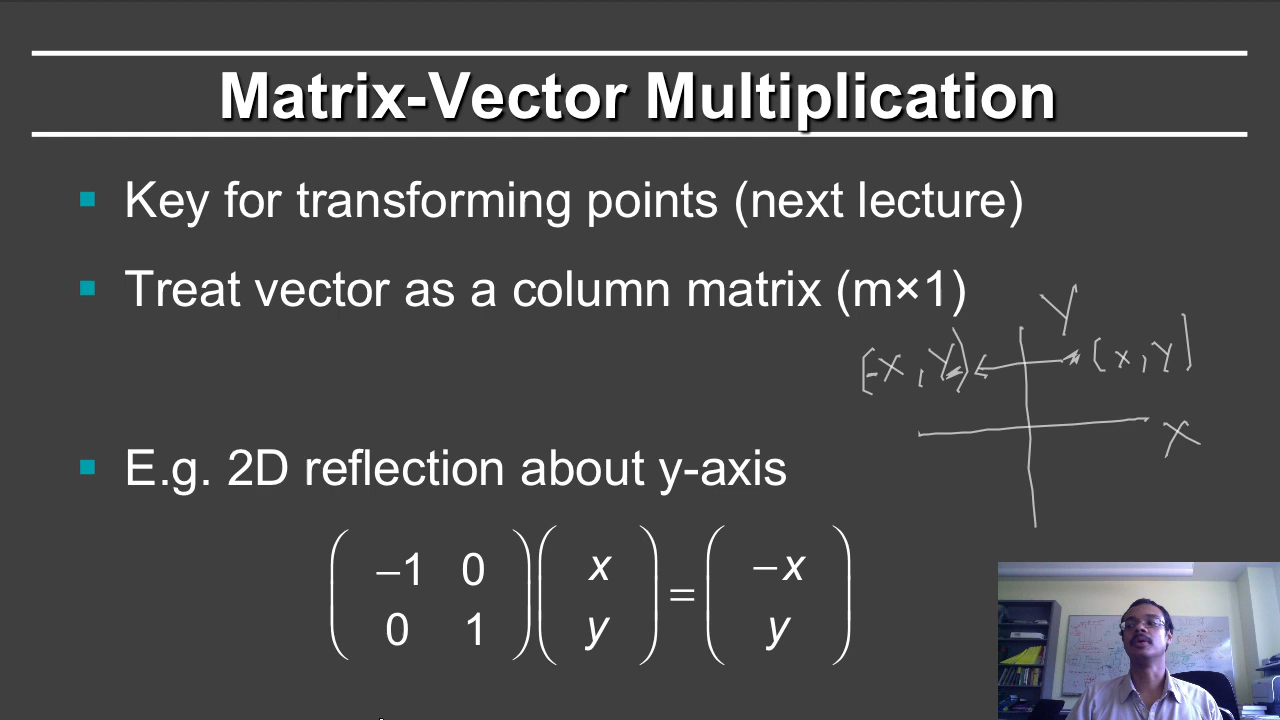 Matrix-Vector Multiplication
Key for transforming points (next lecture)
Treat vector as a column matrix (m×1)
Y
(-x, y) (x, y)
X
E.g. 2D reflection about y-axis
( −1 0 ) ( x ) = ( −x )
( 0 1 ) ( y ) ( y )